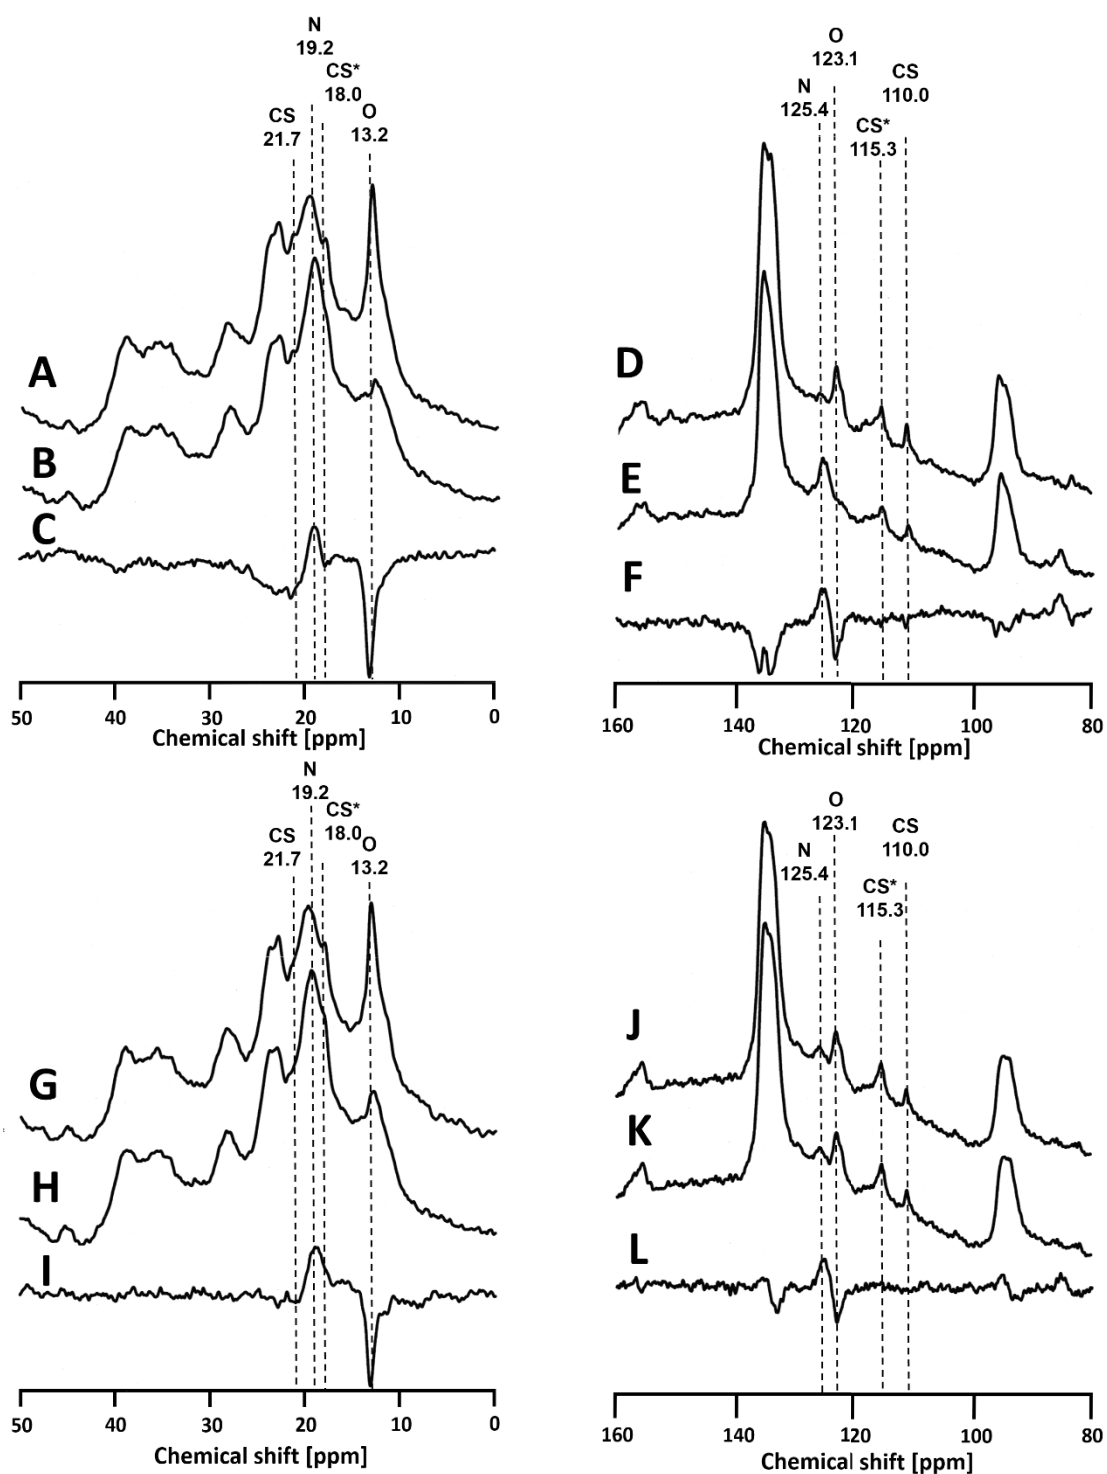 N
19.2
CS*
18.0
CS
21.7
O
13.2
A
B
C
50 40 30 20 10 0
Chemical shift [ppm]
O
123.1
N
125.4
CS
110.0
CS*
115.3
D
E
F
160 140 120 100 80
Chemical shift [ppm]
N
19.2
CS*
18.0
CS
21.7
O
13.2
G
H
I
50 40 30 20 10 0
Chemical shift [ppm]
O
123.1
N
125.4
CS
110.0
CS*
115.3
J
K
L
160 140 120 100 80
Chemical shift [ppm]